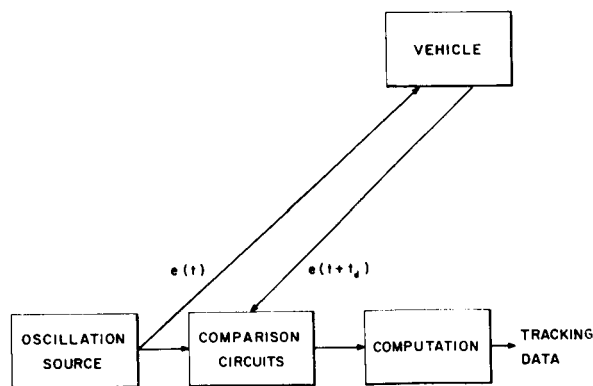 VEHICLE
e(t)
e(t+t_d)
OSCILLATION
SOURCE
COMPARISON
CIRCUITS
COMPUTATION
TRACKING
DATA